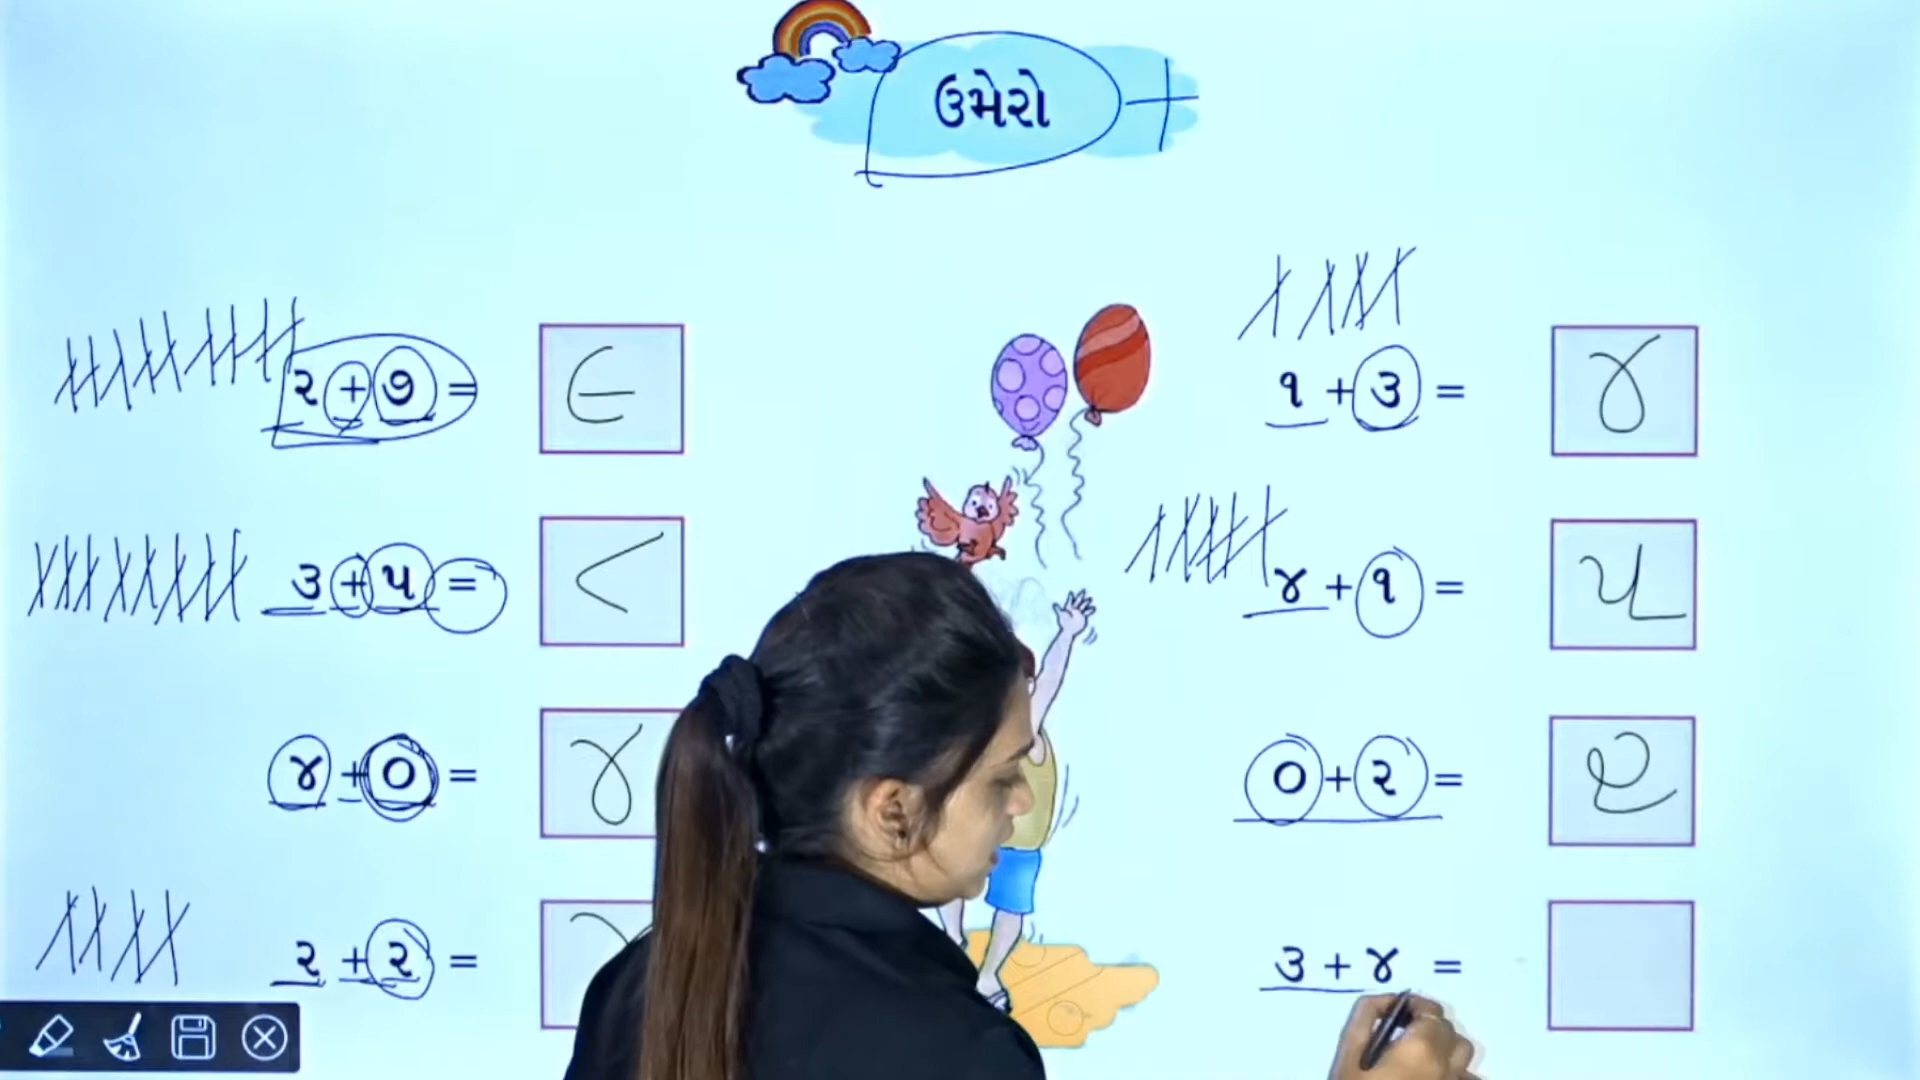 ઉમેરો +
૨ + ૭ = ૯
૩ + ૫ = ૮
૪ + ૦ = ૪
૨ + ૨ =
૧ + ૩ = ૪
૪ + ૧ = ૫
૦ + ૨ = ૨
૩ + ૪ =